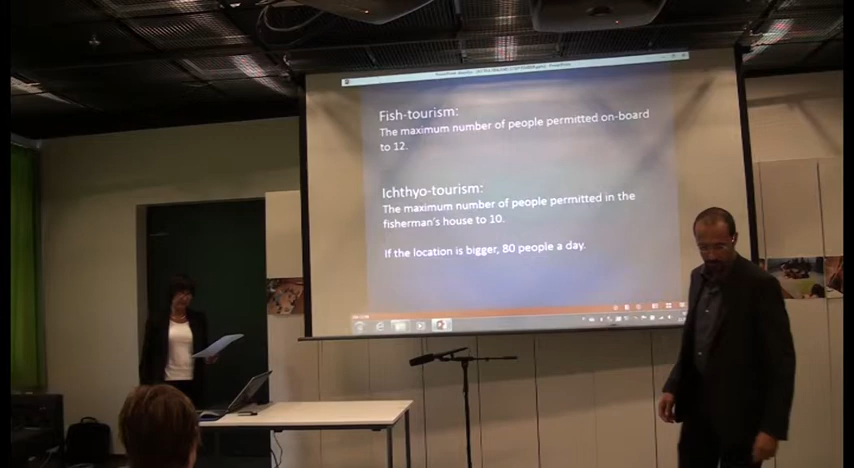 Fish-tourism:
The maximum number of people permitted on-board
to 12.
Ichthyo-tourism:
The maximum number of people permitted in the
fisherman's house to 10.
If the location is bigger, 80 people a day.